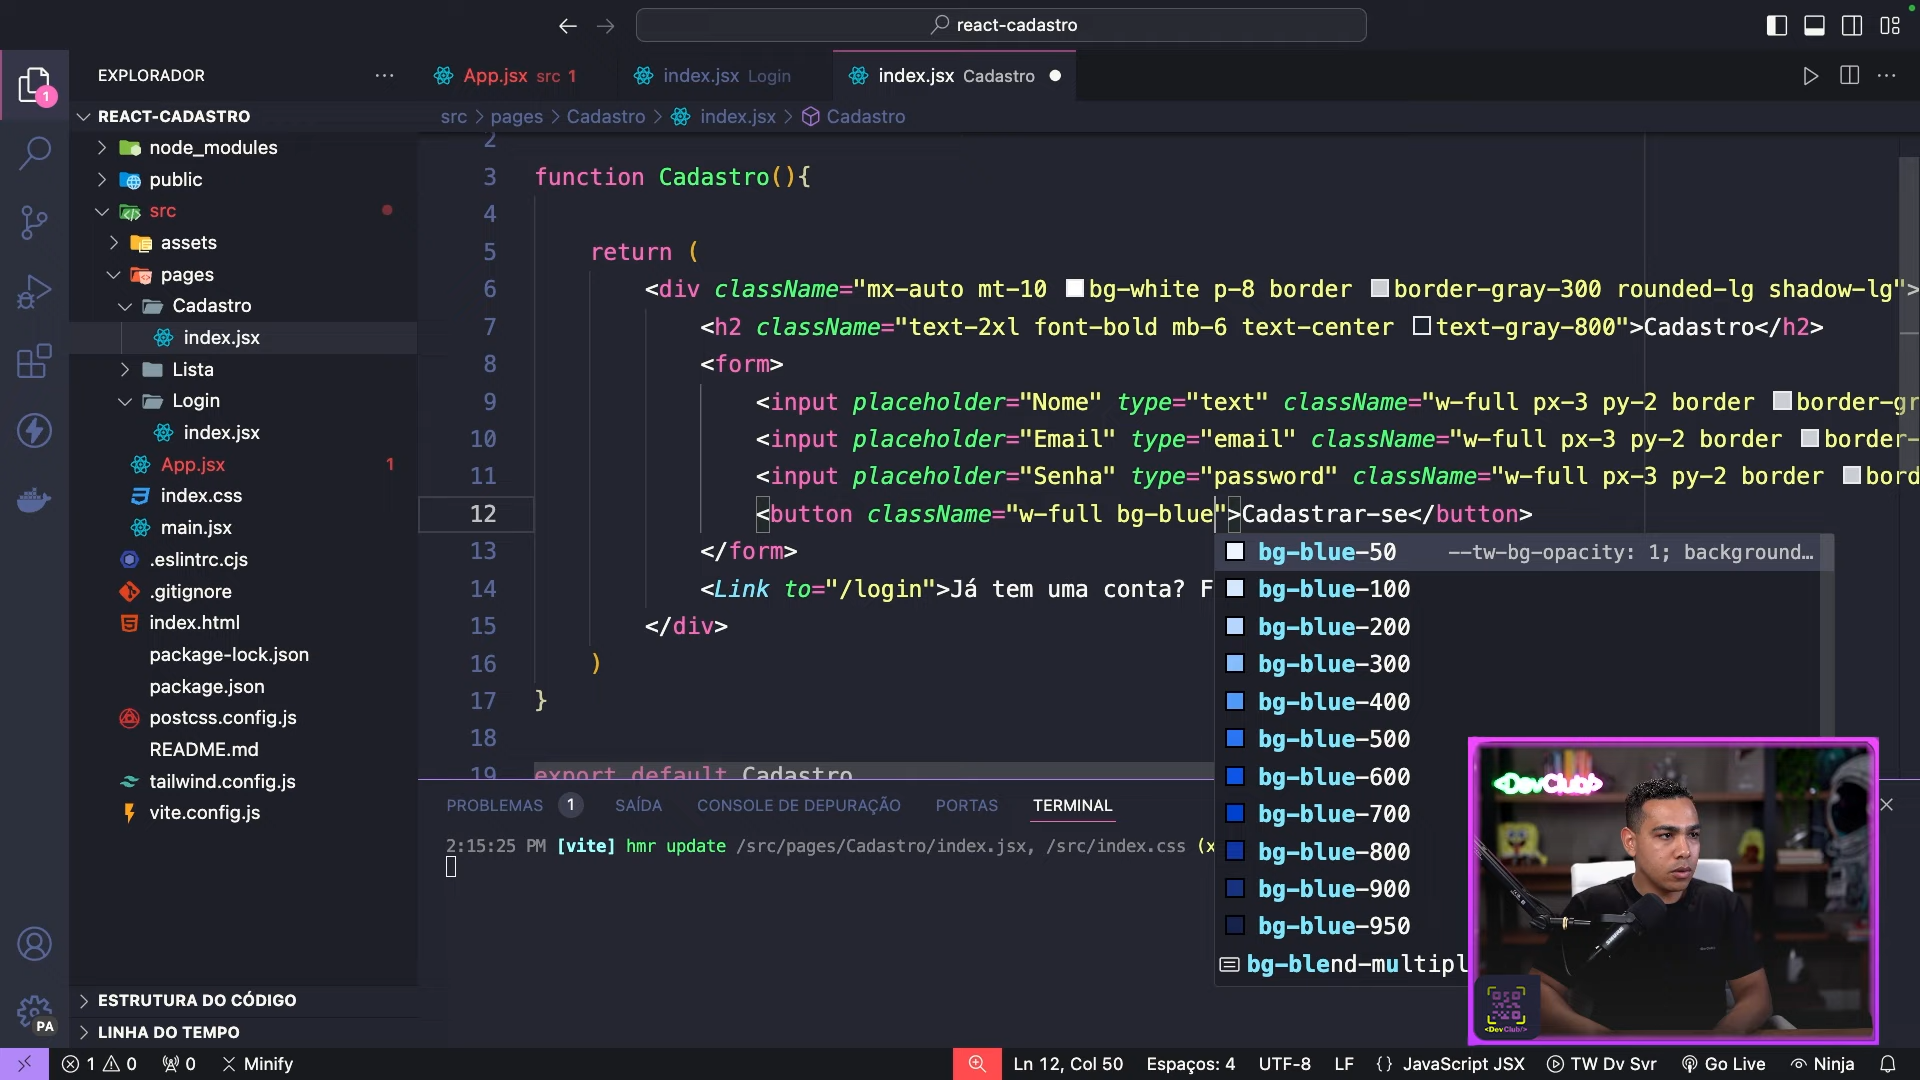 react-cadastro
EXPLORADOR
App.jsx src 1
index.jsx Login
index.jsx Cadastro
REACT-CADASTRO
src > pages > Cadastro > index.jsx > Cadastro
node_modules
public
src
assets
pages
Cadastro
index.jsx
Lista
Login
index.jsx
App.jsx 1
index.css
main.jsx
.eslintrc.cjs
.gitignore
index.html
package-lock.json
package.json
postcss.config.js
README.md
tailwind.config.js
vite.config.js
ESTRUTURA DO CÓDIGO
LINHA DO TEMPO
1
PA
2
3 function Cadastro(){
4
5 return (
6 <div className="mx-auto mt-10 bg-white p-8 border border-gray-300 rounded-lg shadow-lg">
7 <h2 className="text-2xl font-bold mb-6 text-center text-gray-800">Cadastro</h2>
8 <form>
9 <input placeholder="Nome" type="text" className="w-full px-3 py-2 border border-gr
10 <input placeholder="Email" type="email" className="w-full px-3 py-2 border border-
11 <input placeholder="Senha" type="password" className="w-full px-3 py-2 border bord
12 <button className="w-full bg-blue">Cadastrar-se</button>
13 </form>
14 <Link to="/login">Já tem uma conta? F
15 </div>
16 )
17 }
18
19 export default Cadastro
bg-blue-50 --tw-bg-opacity: 1; background…
bg-blue-100
bg-blue-200
bg-blue-300
bg-blue-400
bg-blue-500
bg-blue-600
bg-blue-700
bg-blue-800
bg-blue-900
bg-blue-950
bg-blend-multipl
PROBLEMAS 1 SAÍDA CONSOLE DE DEPURAÇÃO PORTAS TERMINAL
2:15:25 PM [vite] hmr update /src/pages/Cadastro/index.jsx, /src/index.css (x
<DevClub/>
<DevClub/>
1 0 0 Minify
Ln 12, Col 50 Espaços: 4 UTF-8 LF {} JavaScript JSX TW Dv Svr Go Live Ninja